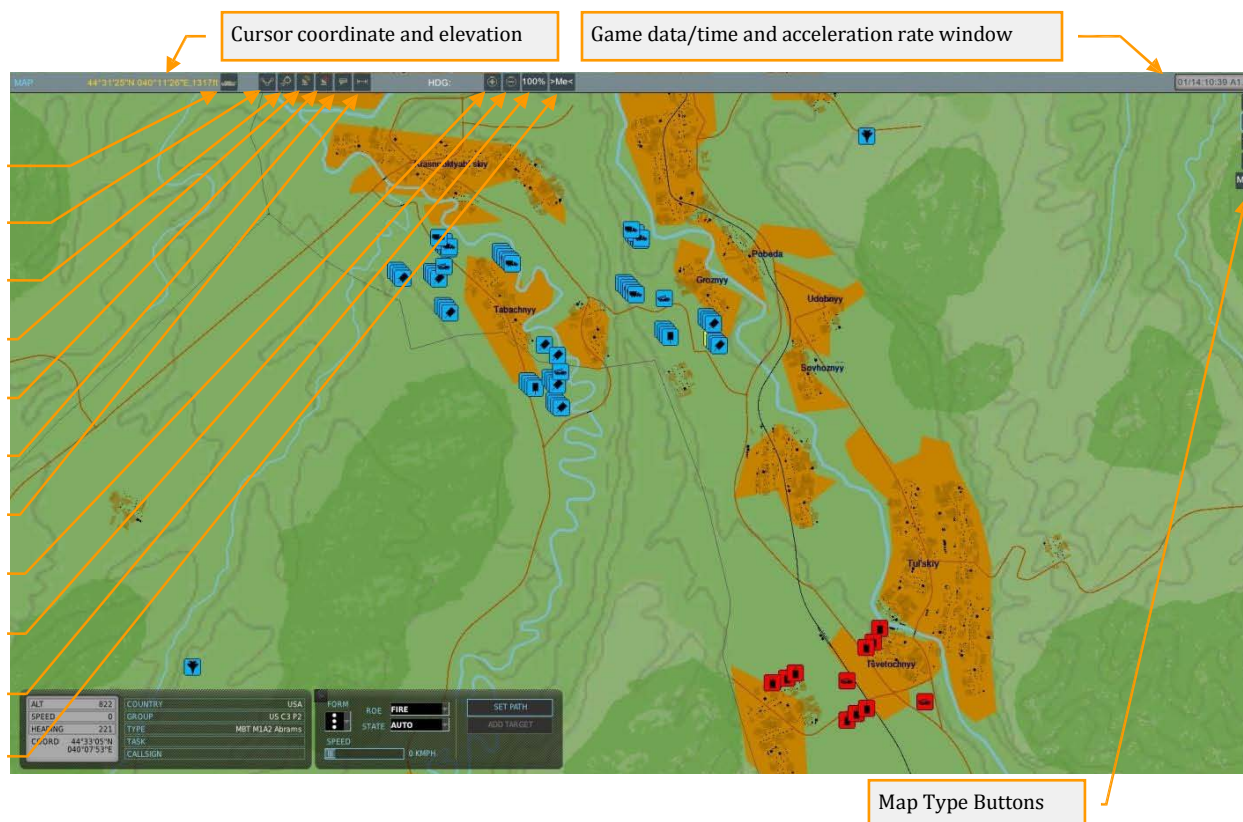 Cursor coordinate and elevation
Game data/time and acceleration rate window
MAP
44°31'25"N 040°11'26"E,
HDG:
100%
>Me<
01/14:10:39 A1
Pobeda
Groznyy
Udobnyy
Tabachnyy
Sovhoznyy
Tul'skiy
Tsvetochnyy
ALT 822
SPEED 0
HEADING 221
COORD 44°33'05"N
040°07'53"E
COUNTRY USA
GROUP US C3 P2
TYPE MBT M1A2 Abrams
TASK
CALLSIGN
FORM
ROE FIRE
STATE AUTO
SPEED
0 KMPH
SET PATH
ADD TARGET
Map Type Buttons